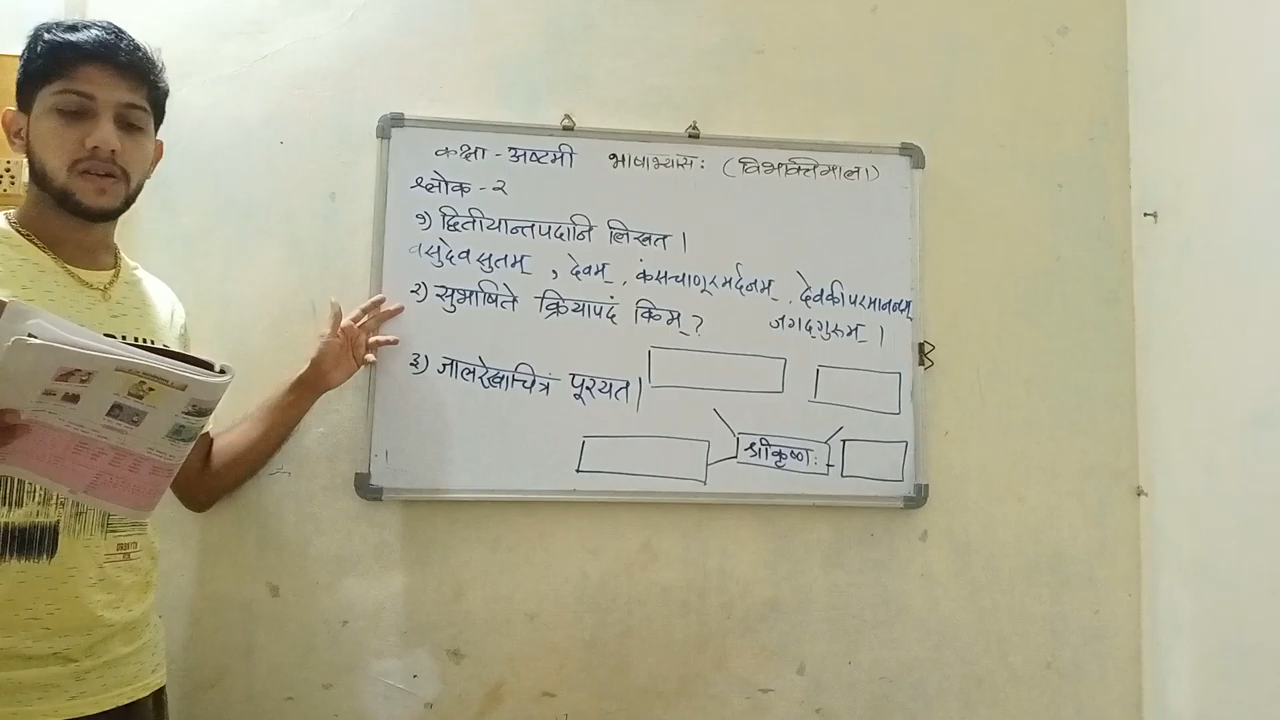 कक्षा - अष्टमी भाषाभ्यासः (विभक्तिमाला)
श्लोक - २
१) द्वितीयान्तपदानि लिखत ।
वसुदेवसुतम् , देवम् , कंसचाणूरमर्दनम् , देवकीपरमानन्दम्
जगद्गुरुम् ।
२) सुभाषिते क्रियापदं किम् ?
३) जालरेखाचित्रं पूरयत ।
श्रीकृष्णः